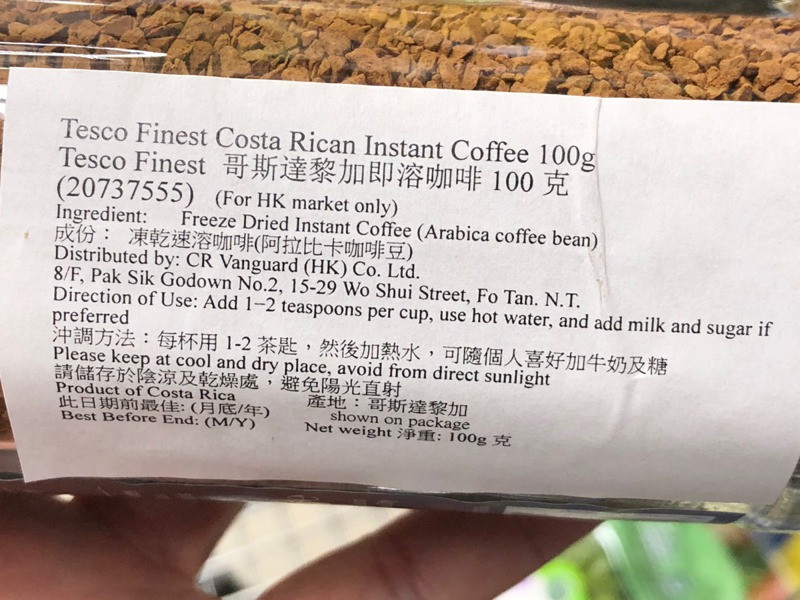 Tesco Finest Costa Rican Instant Coffee 100g
Tesco Finest 哥斯達黎加即溶咖啡 100 克
(20737555) (For HK market only)
Ingredient: Freeze Dried Instant Coffee (Arabica coffee bean)
成份： 凍乾速溶咖啡(阿拉比卡咖啡豆)
Distributed by: CR Vanguard (HK) Co. Ltd.
8/F, Pak Sik Godown No.2, 15-29 Wo Shui Street, Fo Tan. N.T.
Direction of Use: Add 1–2 teaspoons per cup, use hot water, and add milk and sugar if
preferred
沖調方法：每杯用 1-2 茶匙，然後加熱水，可隨個人喜好加牛奶及糖
Please keep at cool and dry place, avoid from direct sunlight
請儲存於陰涼及乾燥處，避免陽光直射
Product of Costa Rica 產地：哥斯達黎加
此日期前最佳: (月底/年) shown on package
Best Before End: (M/Y) Net weight 淨重: 100g 克